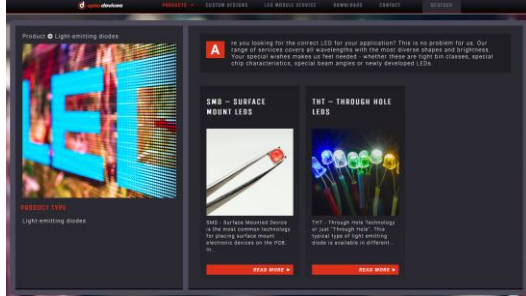 opto devices
PRODUCTS
CUSTOM DESIGNS
LED MODULE SERVICE
DOWNLOADS
CONTACT
DEUTSCH
Product Light-emitting diodes
LED
PRODUCT TYPE
Light-emitting diodes
A re you looking for the correct LED for your application? This is no problem for us. Our
range of services covers all wavelengths with the most diverse shapes and brightness.
Your special wishes makes us feel needed - whether these are tight bin classes, special
chip characteristics, special beam angles or newly developed LEDs.
SMD – SURFACE
MOUNT LEDS
SMD - Surface Mounted Device
is the most common technology
for placing surface mount
electronic devices on the PCB.
In...
READ MORE
THT – THROUGH HOLE
LEDS
THT - Through Hole Technology
or just "Through Hole". This
typical type of light emitting
diode is available in different...
READ MORE